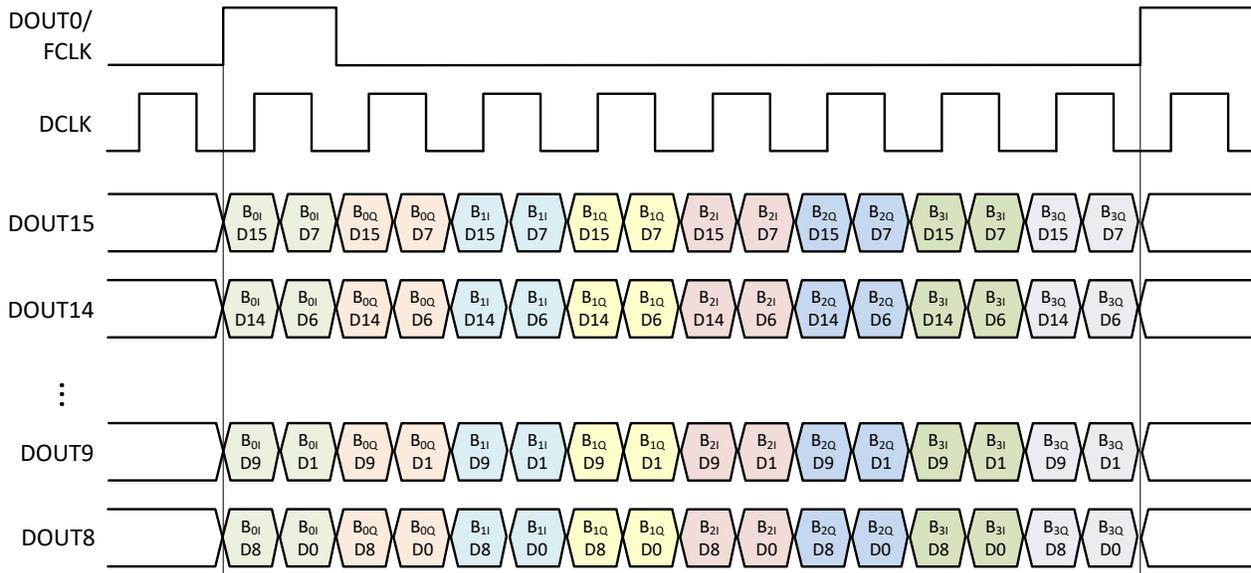 DOUT0/
FCLK
DCLK
DOUT15
B0I B0I B0Q B0Q B1I B1I B1Q B1Q B2I B2I B2Q B2Q B3I B3I B3Q B3Q
D15 D7 D15 D7 D15 D7 D15 D7 D15 D7 D15 D7 D15 D7 D15 D7
DOUT14
B0I B0I B0Q B0Q B1I B1I B1Q B1Q B2I B2I B2Q B2Q B3I B3I B3Q B3Q
D14 D6 D14 D6 D14 D6 D14 D6 D14 D6 D14 D6 D14 D6 D14 D6
⋮
DOUT9
B0I B0I B0Q B0Q B1I B1I B1Q B1Q B2I B2I B2Q B2Q B3I B3I B3Q B3Q
D9 D1 D9 D1 D9 D1 D9 D1 D9 D1 D9 D1 D9 D1 D9 D1
DOUT8
B0I B0I B0Q B0Q B1I B1I B1Q B1Q B2I B2I B2Q B2Q B3I B3I B3Q B3Q
D8 D0 D8 D0 D8 D0 D8 D0 D8 D0 D8 D0 D8 D0 D8 D0